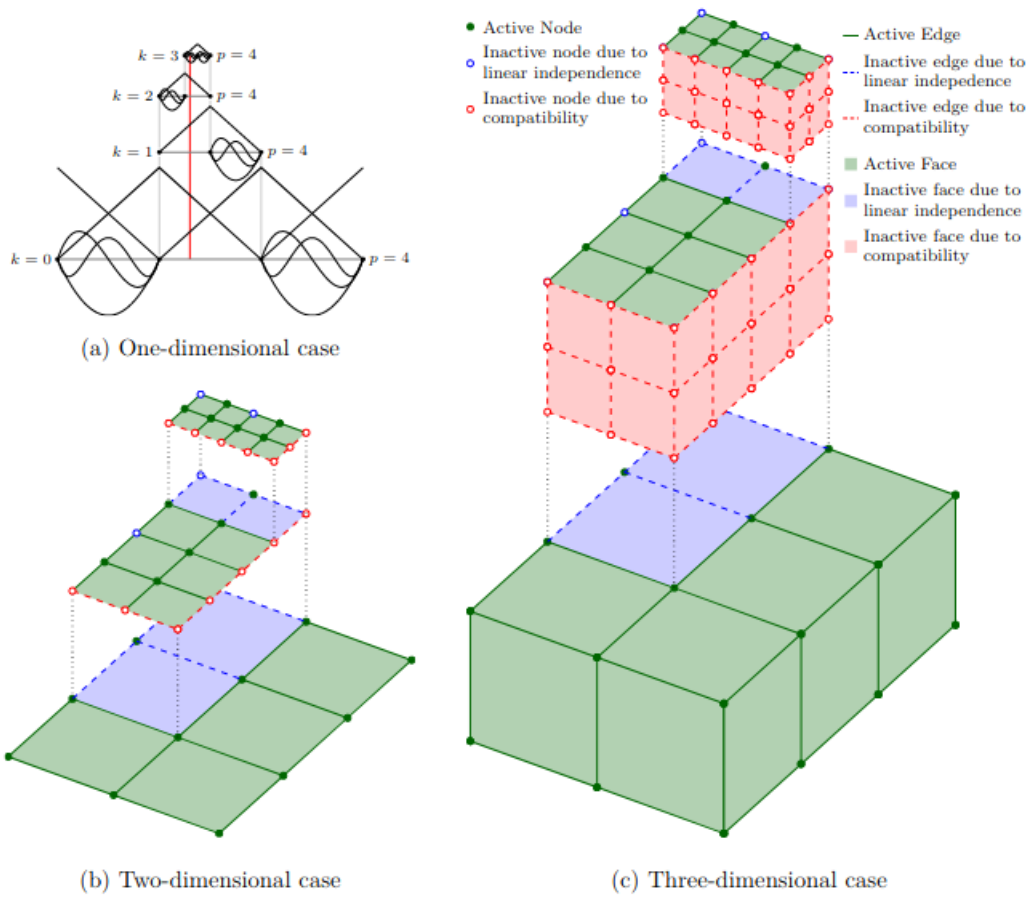 k = 3
p = 4
k = 2
p = 4
k = 1
p = 4
k = 0
p = 4
(a) One-dimensional case
Active Node
Inactive node due to
linear independence
Inactive node due to
compatibility
Active Edge
Inactive edge due to
linear indepedence
Inactive edge due to
compatibility
Active Face
Inactive face due to
linear independence
Inactive face due to
compatibility
(b) Two-dimensional case
(c) Three-dimensional case